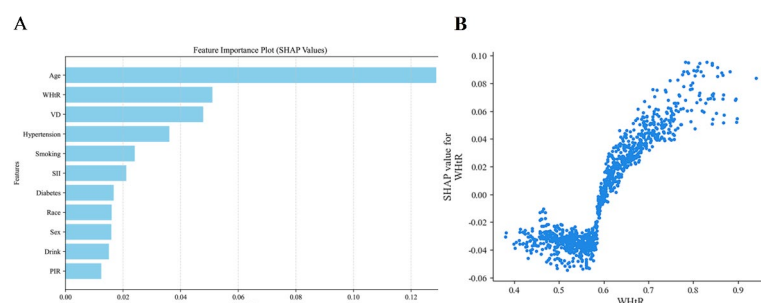 A
B
Feature Importance Plot (SHAP Values)
Features
Age
WHtR
VD
Hypertension
Smoking
SII
Diabetes
Race
Sex
Drink
PIR
0.00 0.02 0.04 0.06 0.08 0.10 0.12
SHAP value for
WHtR
0.10
0.08
0.06
0.04
0.02
0.00
-0.02
-0.04
-0.06
0.4 0.5 0.6 0.7 0.8 0.9
WHtR